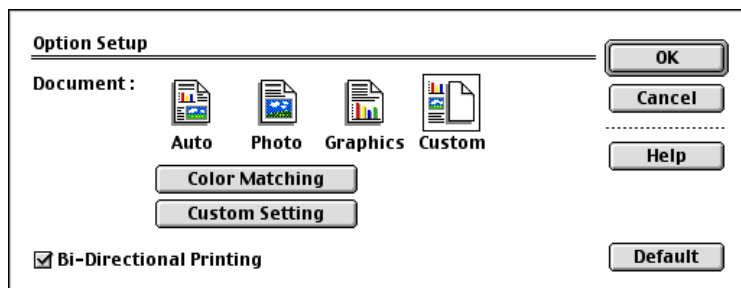 Option Setup
OK
Document :
Cancel
Auto Photo Graphics Custom
Help
Color Matching
Custom Setting
Bi-Directional Printing
Default